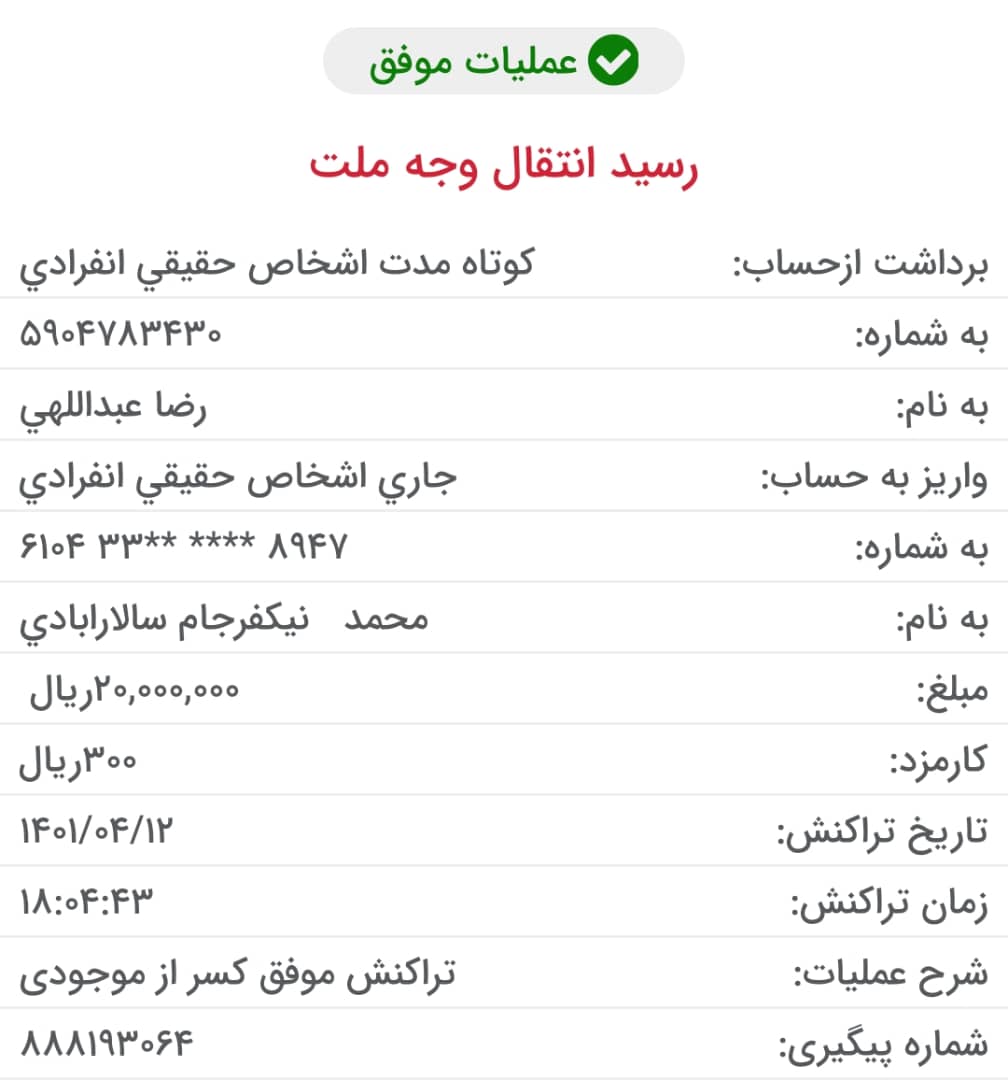 عملیات موفق
رسید انتقال وجه ملت
برداشت ازحساب: کوتاه مدت اشخاص حقيقي انفرادي
به شماره: ۵۹۰۴۷۸۳۴۳۰
به نام: رضا عبداللهي
واریز به حساب: جاري اشخاص حقيقي انفرادي
به شماره: ۶۱۰۴ ۳۳** **** ۸۹۴۷
به نام: محمد نیکفرجام سالارابادي
مبلغ: ۲۰,۰۰۰,۰۰۰ریال
کارمزد: ۳۰۰ریال
تاریخ تراکنش: ۱۴۰۱/۰۴/۱۲
زمان تراکنش: ۱۸:۰۴:۴۳
شرح عملیات: تراکنش موفق کسر از موجودی
شماره پیگیری: ۸۸۸۱۹۳۰۶۴